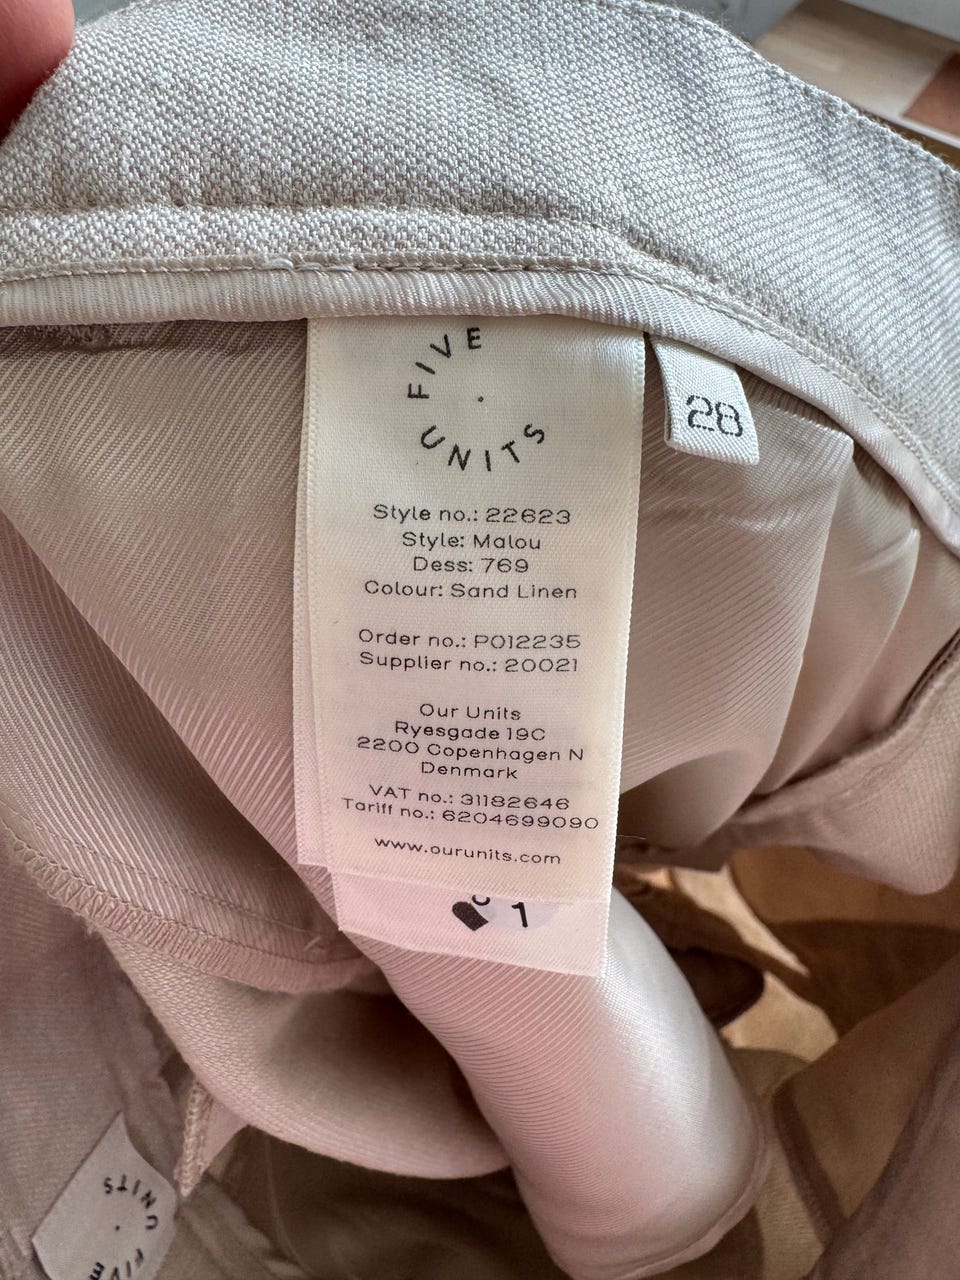 FIVE
UNITS
28
Style no.: 22623
Style: Malou
Dess: 769
Colour: Sand Linen
Order no.: P012235
Supplier no.: 20021
Our Units
Ryesgade 19C
2200 Copenhagen N
Denmark
VAT no.: 31182646
Tariff no.: 6204699090
www.ourunits.com
1
UNITS
FIVE